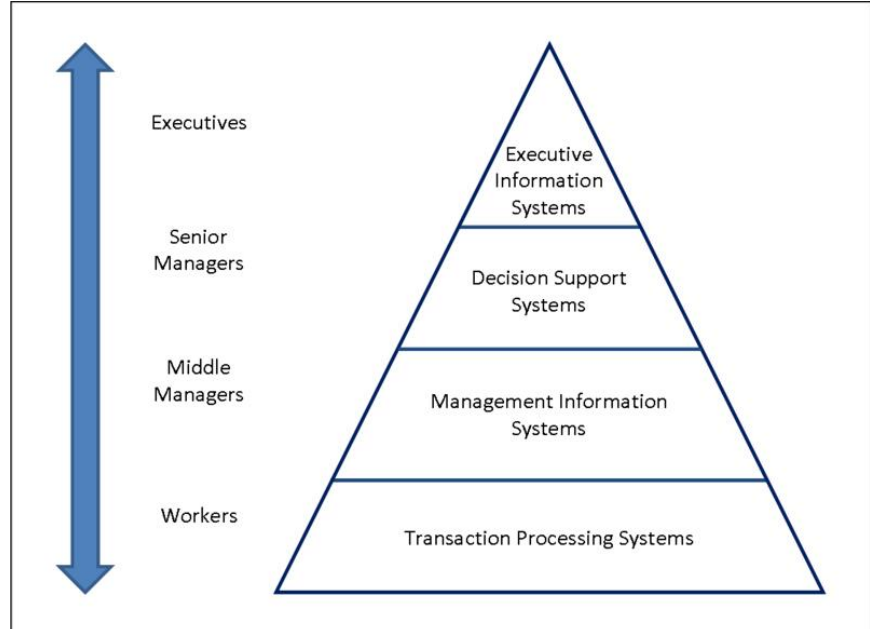 Executives
Senior
Managers
Middle
Managers
Workers
Executive
Information
Systems
Decision Support
Systems
Management Information
Systems
Transaction Processing Systems